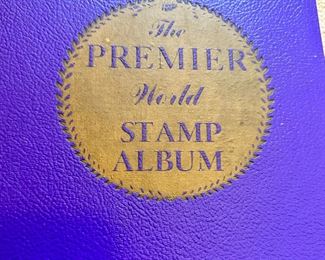 The
PREMIER
World
STAMP
ALBUM